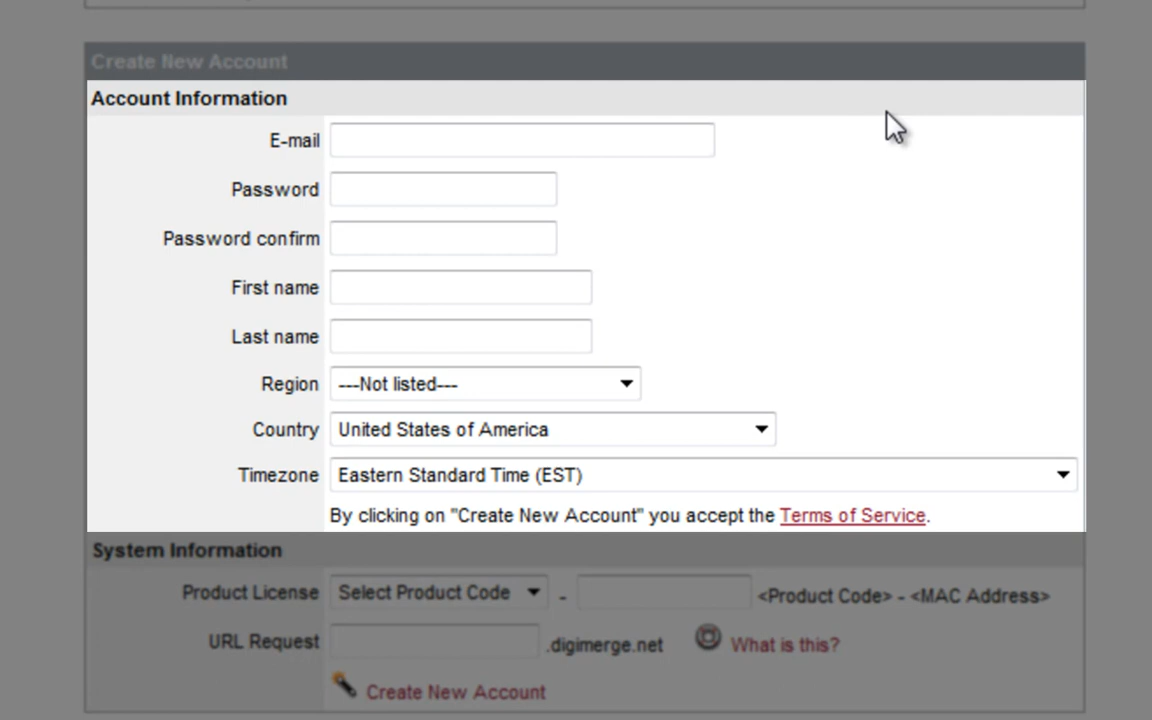 Create New Account
Account Information
E-mail
Password
Password confirm
First name
Last name
Region ---Not listed---
Country United States of America
Timezone Eastern Standard Time (EST)
By clicking on "Create New Account" you accept the Terms of Service.
System Information
Product License Select Product Code - <Product Code> - <MAC Address>
URL Request .digimerge.net What is this?
Create New Account